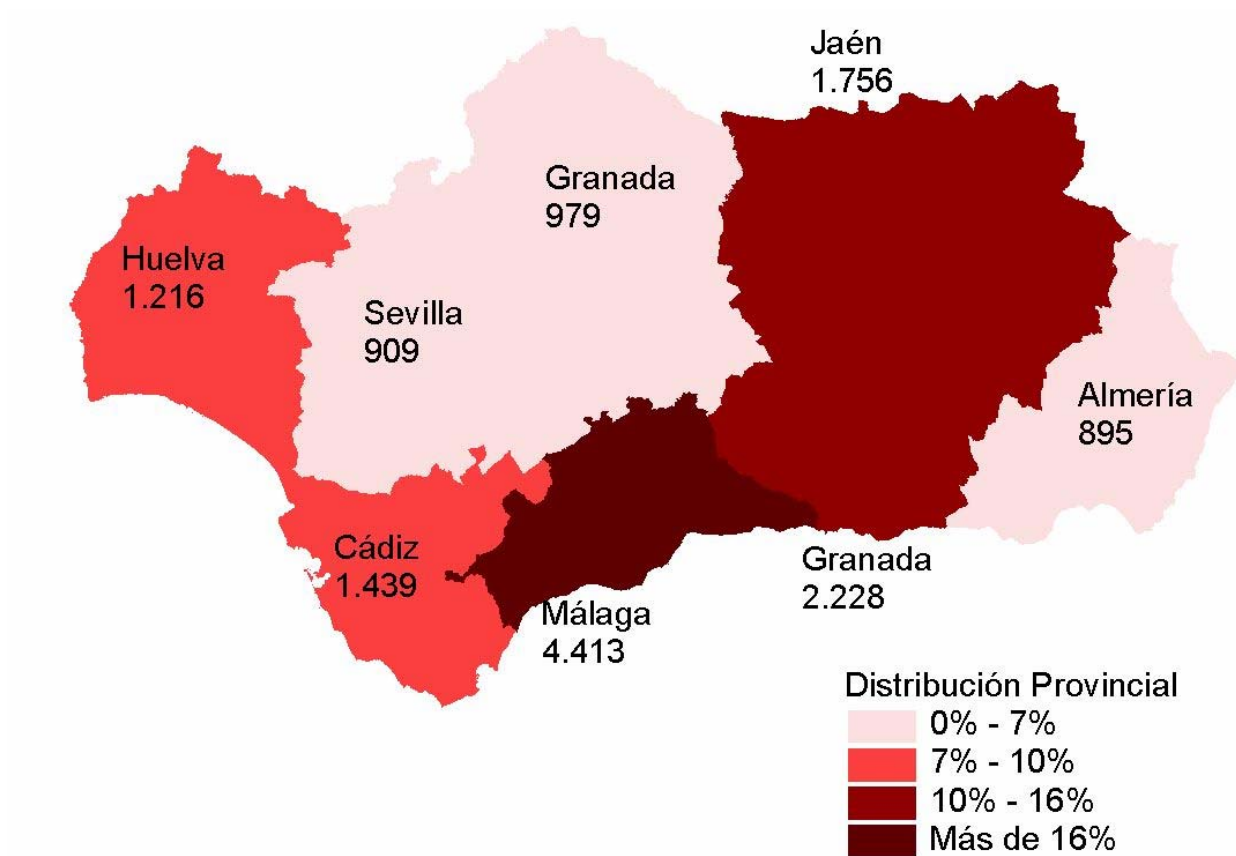 Jaén
1.756
Granada
979
Huelva
1.216
Sevilla
909
Almería
895
Cádiz
1.439
Granada
2.228
Málaga
4.413
Distribución Provincial
0% - 7%
7% - 10%
10% - 16%
Más de 16%